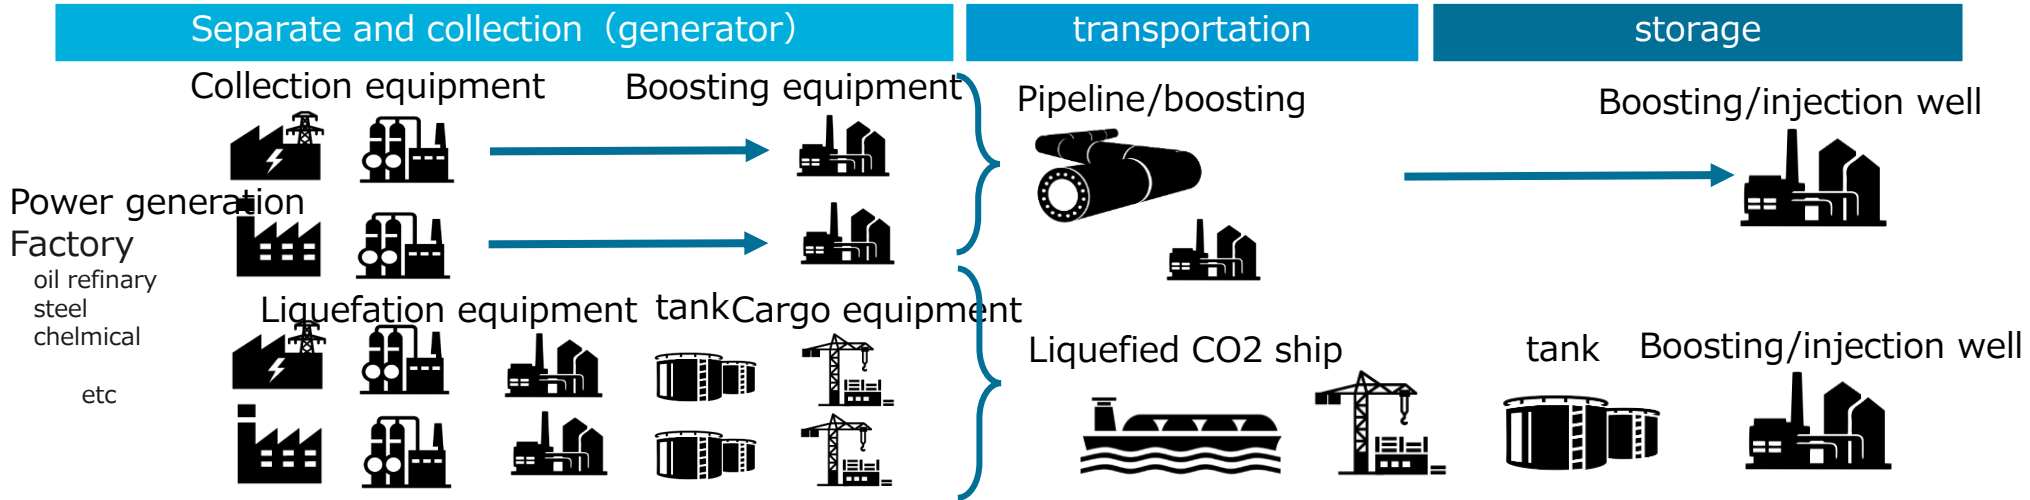 Separate and collection（generator）
transportation
storage
Collection equipment
Boosting equipment
Pipeline/boosting
Boosting/injection well
Power generation
Factory
oil refinary
steel
chelmical
etc
Liquefation equipment
tank
Cargo equipment
Liquefied CO2 ship
tank
Boosting/injection well